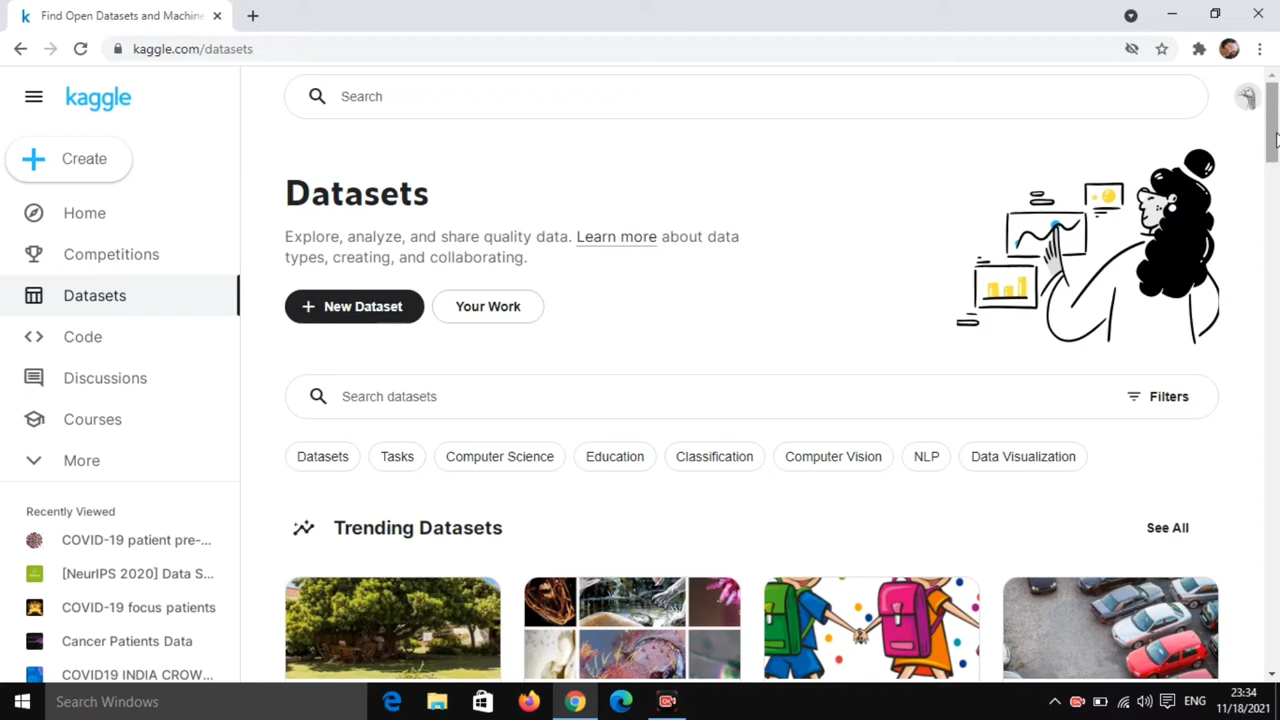 Find Open Datasets and Machine
kaggle.com/datasets
kaggle
Search
Create
Home
Competitions
Datasets
Code
Discussions
Courses
More
Recently Viewed
COVID-19 patient pre-...
[NeurIPS 2020] Data S...
COVID-19 focus patients
Cancer Patients Data
COVID19 INDIA CROW...
Datasets
Explore, analyze, and share quality data. Learn more about data
types, creating, and collaborating.
New Dataset
Your Work
Search datasets
Filters
Datasets
Tasks
Computer Science
Education
Classification
Computer Vision
NLP
Data Visualization
Trending Datasets
See All
Search Windows
ENG
23:34
11/18/2021